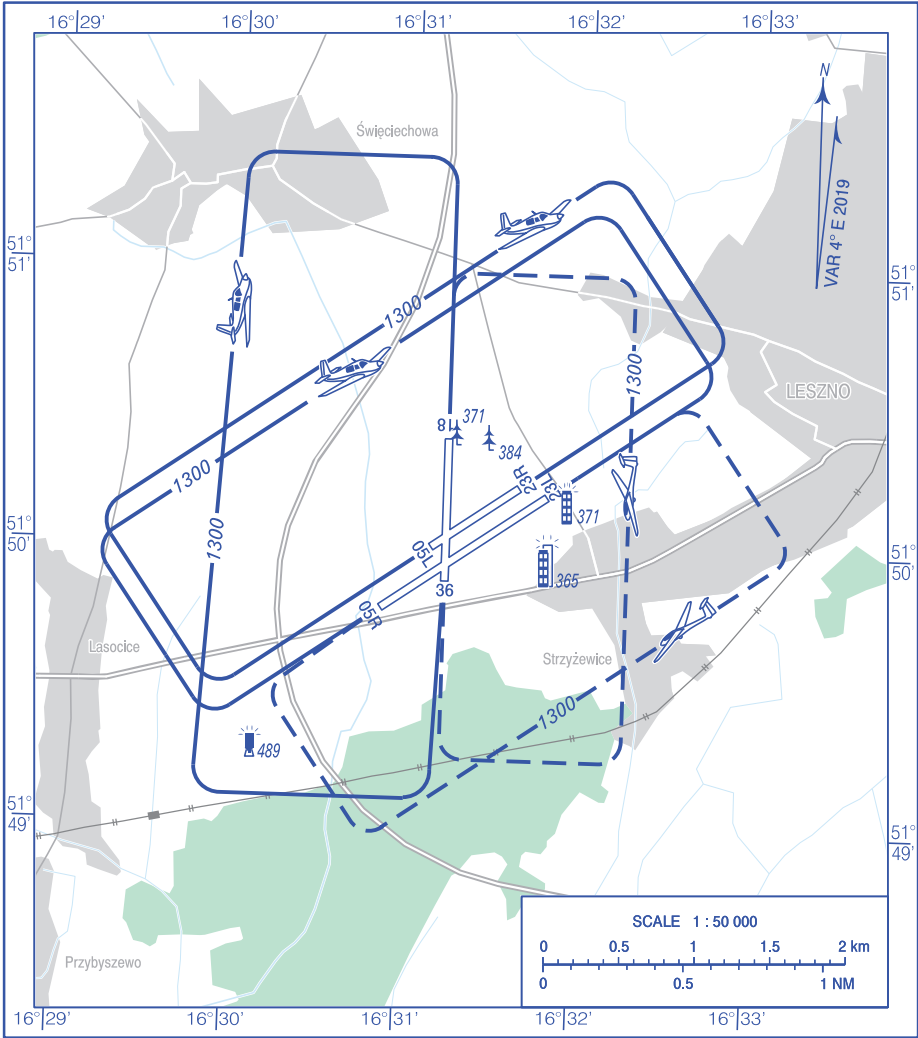 16°29' 16°30' 16°31' 16°32' 16°33'
N
VAR 4° E 2019
Święciechowa
51°
51'
51°
51'
1300
1300
LESZNO
18
371
384
1300
23R
23L
371
1300
51°
50'
05L
51°
50'
36
365
05R
Lasocice
Strzyżewice
1300
489
51°
49'
51°
49'
SCALE 1 : 50 000
0 0.5 1 1.5 2 km
0 0.5 1 NM
Przybyszewo
16°29' 16°30' 16°31' 16°32' 16°33'